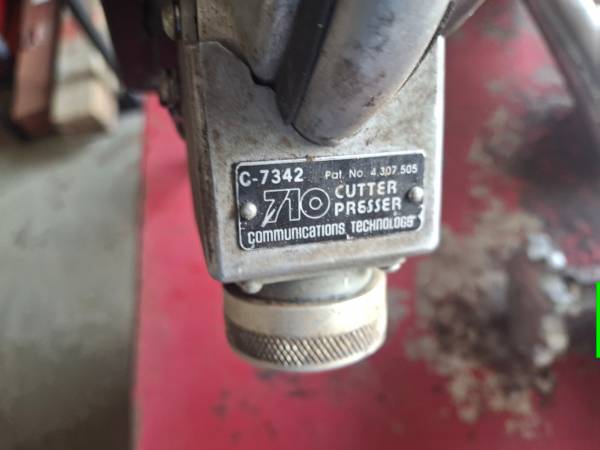 C-7342 Pat. No. 4,307,505
710 CUTTER
PRESSER
COMMUNICATIONS TECHNOLOGY